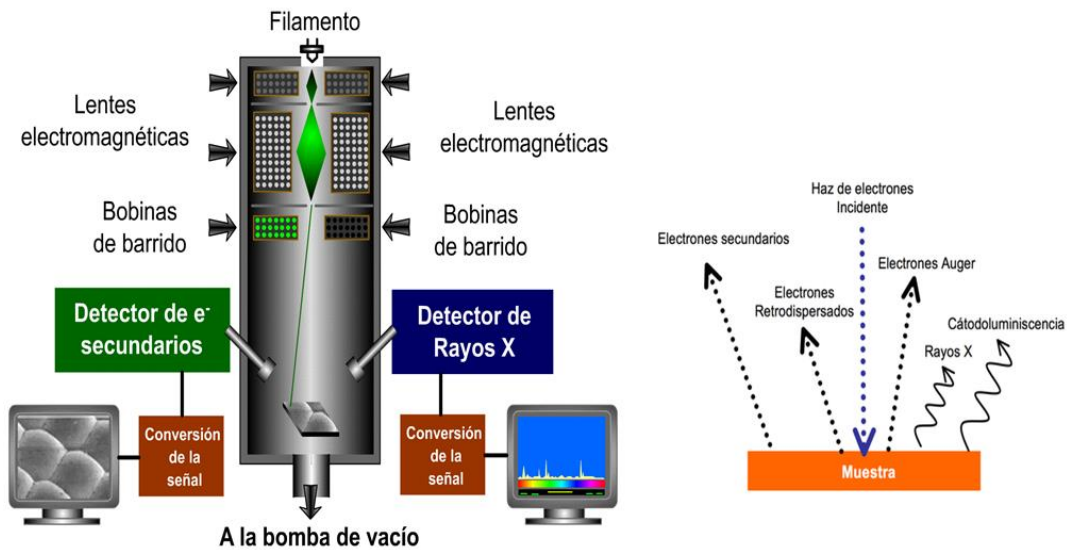 Filamento
Lentes
electromagnéticas
Lentes
electromagnéticas
Bobinas
de barrido
Bobinas
de barrido
Detector de e-
secundarios
Detector de
Rayos X
Conversión
de la
señal
Conversión
de la
señal
A la bomba de vacío
Haz de electrones
Incidente
Electrones secundarios
Electrones Auger
Electrones
Retrodispersados
Cátodoluminiscencia
Rayos X
Muestra